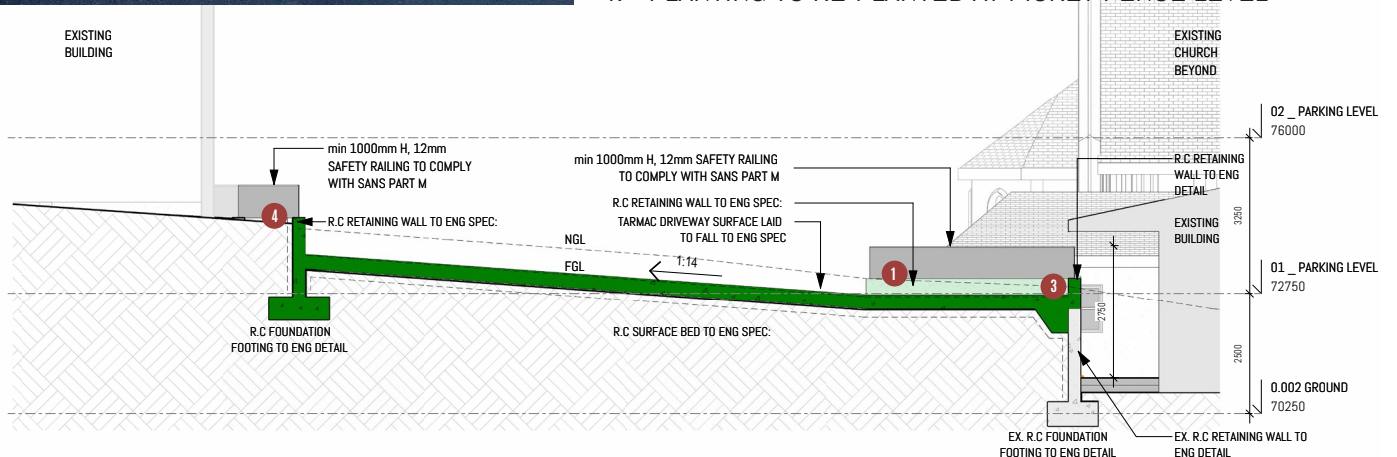 EXISTING
BUILDING
EXISTING
CHURCH
BEYOND
02 _ PARKING LEVEL
76000
min 1000mm H, 12mm
SAFETY RAILING TO COMPLY
WITH SANS PART M
min 1000mm H, 12mm SAFETY RAILING
TO COMPLY WITH SANS PART M
R.C RETAINING
WALL TO ENG
DETAIL
4
R.C RETAINING WALL TO ENG SPEC:
R.C RETAINING WALL TO ENG SPEC:
TARMAC DRIVEWAY SURFACE LAID
TO FALL TO ENG SPEC
EXISTING
BUILDING
3250
NGL
FGL
1:14
1
3
01 _ PARKING LEVEL
72750
2750
2500
R.C FOUNDATION
FOOTING TO ENG DETAIL
R.C SURFACE BED TO ENG SPEC:
0.002 GROUND
70250
EX. R.C FOUNDATION
FOOTING TO ENG DETAIL
EX. R.C RETAINING WALL TO
ENG DETAIL